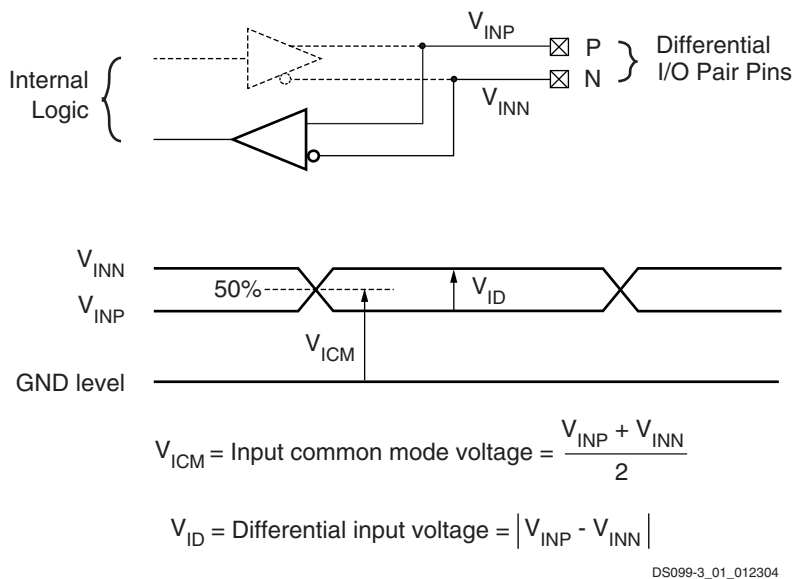 V_INP
P
Differential
I/O Pair Pins
N
V_INN
Internal
Logic
V_INN
50%
V_ID
V_INP
V_ICM
GND level
V_ICM = Input common mode voltage = (V_INP + V_INN) / 2
V_ID = Differential input voltage = |V_INP - V_INN|
DS099-3_01_012304